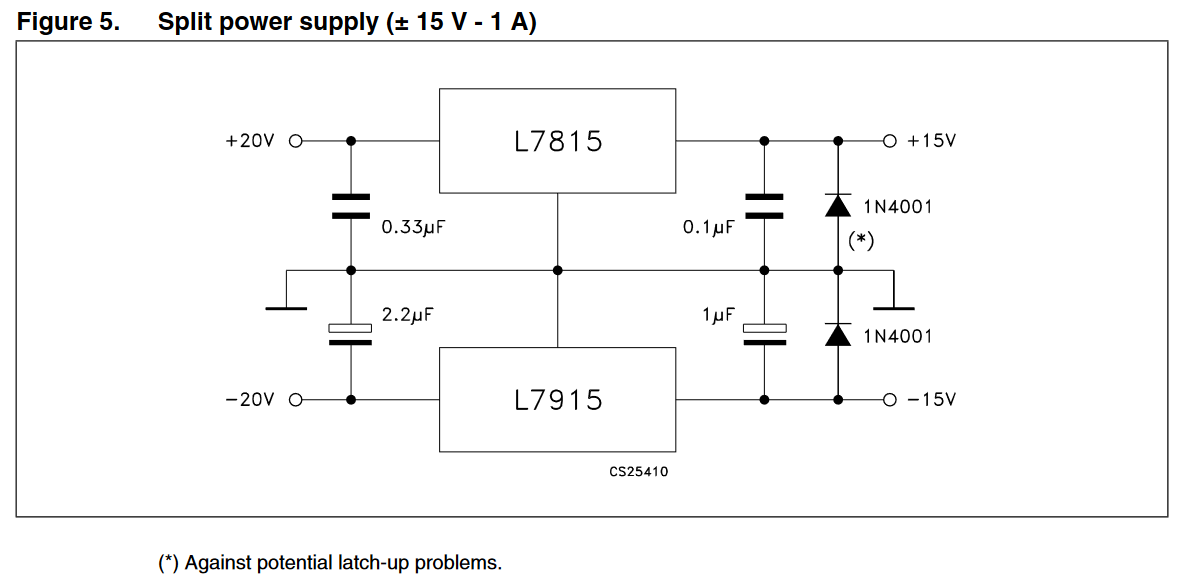 Figure 5. Split power supply (± 15 V - 1 A)
+20V
L7815
+15V
0.33µF
0.1µF
1N4001
(*)
2.2µF
1µF
1N4001
−20V
L7915
−15V
CS25410
(*) Against potential latch-up problems.